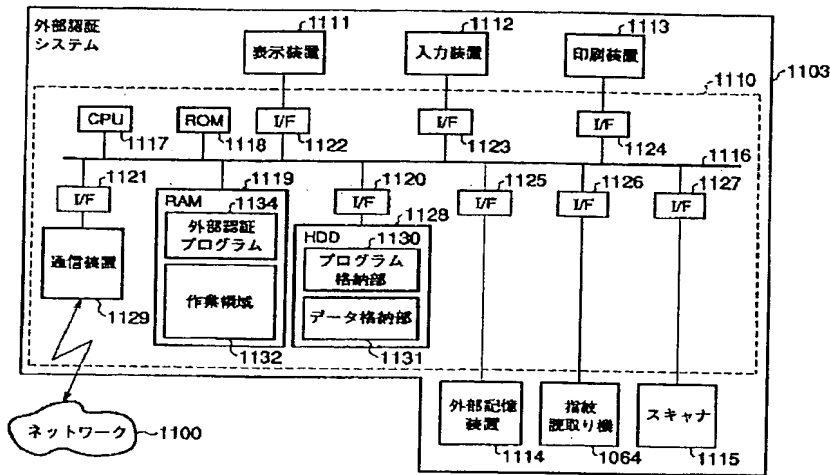 外部認証
システム
1111
1112
1113
表示装置
入力装置
印刷装置
1103
1110
CPU
ROM
I/F
I/F
I/F
1117
1118
1122
1123
1124
1116
1121
1119
1120
1125
1126
1127
I/F
RAM
1134
I/F
1128
I/F
I/F
I/F
外部認証
プログラム
HDD
1130
プログラム
格納部
通信装置
作業領域
データ格納部
1129
1132
1131
外部記憶
装置
指紋
読取り機
スキャナ
ネットワーク
1100
1114
1064
1115